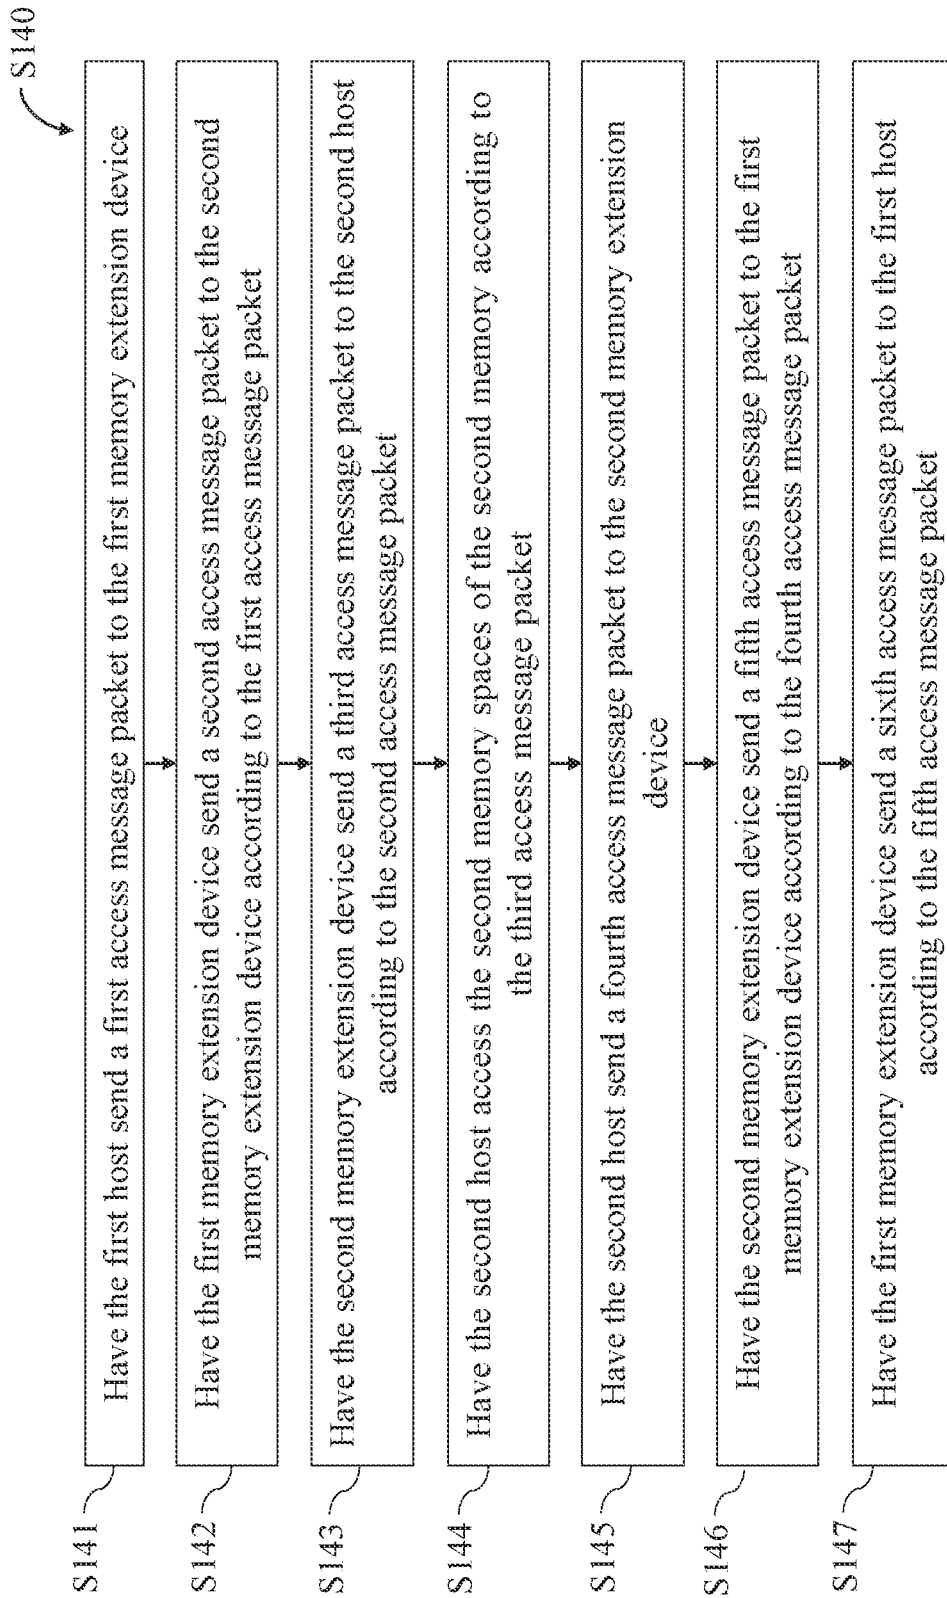 S140
S141
Have the first host send a first access message packet to the first memory extension device
S142
Have the first memory extension device send a second access message packet to the second
memory extension device according to the first access message packet
S143
Have the second memory extension device send a third access message packet to the second host
according to the second access message packet
S144
Have the second host access the second memory spaces of the second memory according to
the third access message packet
S145
Have the second host send a fourth access message packet to the second memory extension
device
S146
Have the second memory extension device send a fifth access message packet to the first
memory extension device according to the fourth access message packet
S147
Have the first memory extension device send a sixth access message packet to the first host
according to the fifth access message packet